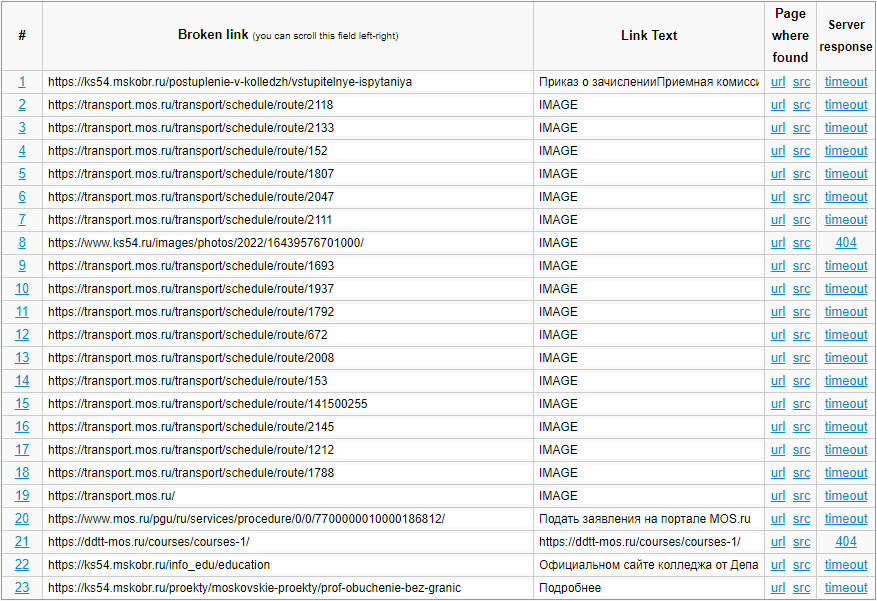 # Broken link (you can scroll this field left-right) Link Text Page where found Server response
1 https://ks54.mskobr.ru/postuplenie-v-kolledzh/vstupitelnye-ispytaniya Приказ о зачисленииПриемная комисси url src timeout
2 https://transport.mos.ru/transport/schedule/route/2118 IMAGE url src timeout
3 https://transport.mos.ru/transport/schedule/route/2133 IMAGE url src timeout
4 https://transport.mos.ru/transport/schedule/route/152 IMAGE url src timeout
5 https://transport.mos.ru/transport/schedule/route/1807 IMAGE url src timeout
6 https://transport.mos.ru/transport/schedule/route/2047 IMAGE url src timeout
7 https://transport.mos.ru/transport/schedule/route/2111 IMAGE url src timeout
8 https://www.ks54.ru/images/photos/2022/16439576701000/ IMAGE url src 404
9 https://transport.mos.ru/transport/schedule/route/1693 IMAGE url src timeout
10 https://transport.mos.ru/transport/schedule/route/1937 IMAGE url src timeout
11 https://transport.mos.ru/transport/schedule/route/1792 IMAGE url src timeout
12 https://transport.mos.ru/transport/schedule/route/672 IMAGE url src timeout
13 https://transport.mos.ru/transport/schedule/route/2008 IMAGE url src timeout
14 https://transport.mos.ru/transport/schedule/route/153 IMAGE url src timeout
15 https://transport.mos.ru/transport/schedule/route/141500255 IMAGE url src timeout
16 https://transport.mos.ru/transport/schedule/route/2145 IMAGE url src timeout
17 https://transport.mos.ru/transport/schedule/route/1212 IMAGE url src timeout
18 https://transport.mos.ru/transport/schedule/route/1788 IMAGE url src timeout
19 https://transport.mos.ru/ IMAGE url src timeout
20 https://www.mos.ru/pgu/ru/services/procedure/0/0/7700000010000186812/ Подать заявления на портале MOS.ru url src timeout
21 https://ddtt-mos.ru/courses/courses-1/ https://ddtt-mos.ru/courses/courses-1/ url src 404
22 https://ks54.mskobr.ru/info_edu/education Официальном сайте колледжа от Депа url src timeout
23 https://ks54.mskobr.ru/proekty/moskovskie-proekty/prof-obuchenie-bez-granic Подробнее url src timeout